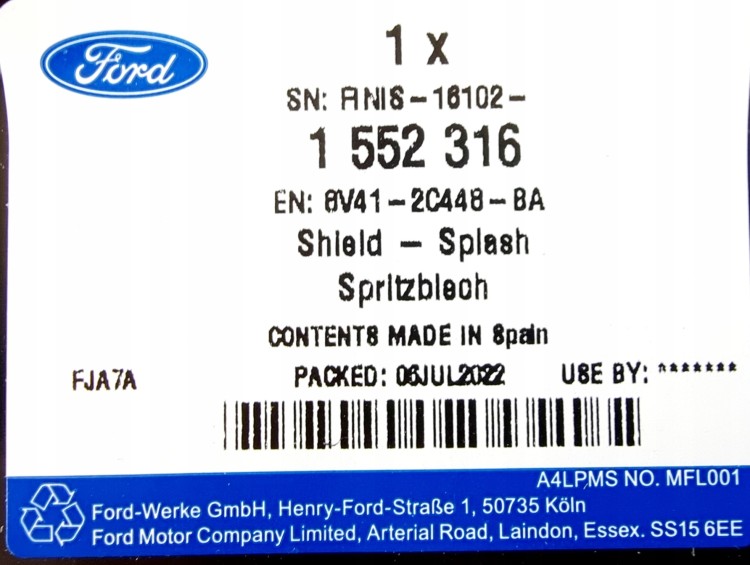 Ford
1 x
SN: FINIS-16102-
1 552 316
EN: 8V41-2C448-BA
Shield - Splash
Spritzblech
CONTENTS MADE IN Spain
FJA7A PACKED: 06JUL2022 USE BY: *******
A4LPMS NO. MFL001
Ford-Werke GmbH, Henry-Ford-Straße 1, 50735 Köln
Ford Motor Company Limited, Arterial Road, Laindon, Essex. SS15 6EE